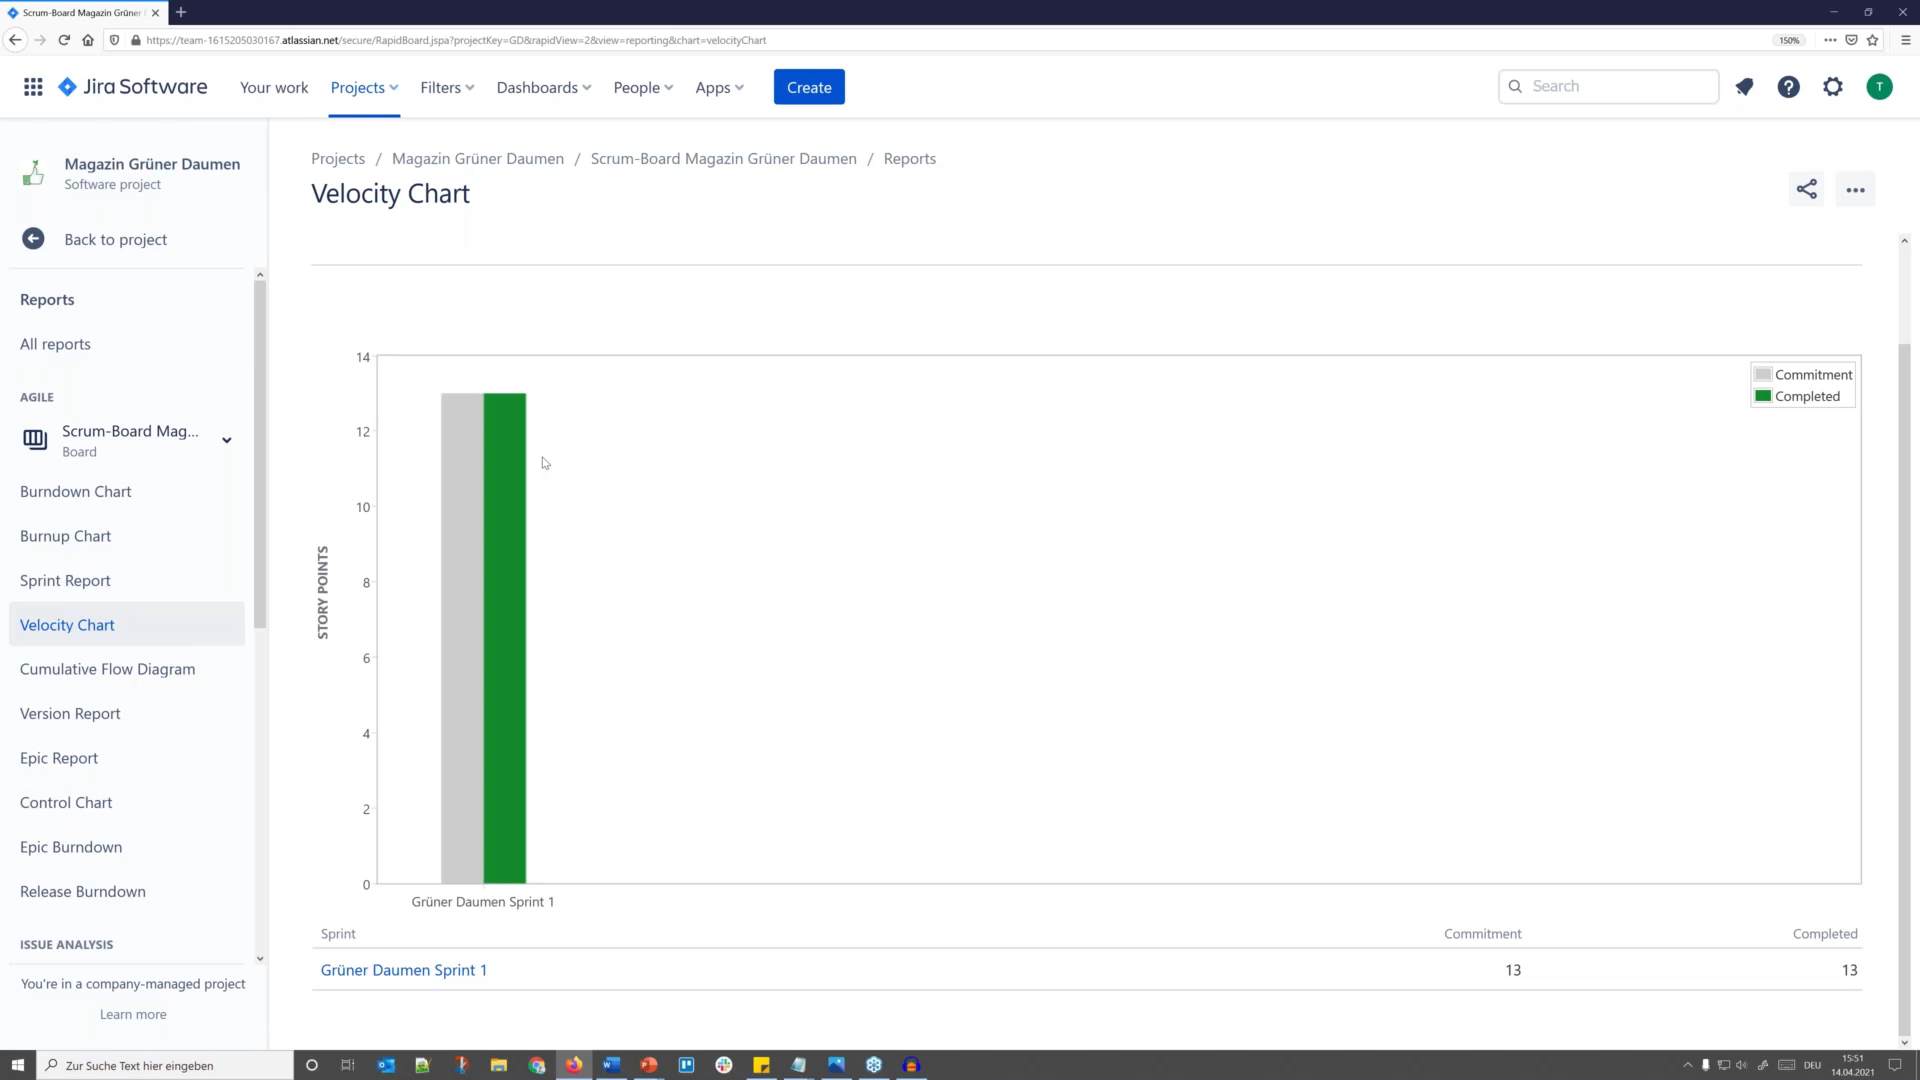 Scrum-Board Magazin Grüner
https://team-1615205030167.atlassian.net/secure/RapidBoard.jspa?projectKey=GD&rapidView=2&view=reporting&chart=velocityChart
150%
Jira Software
Your work
Projects
Filters
Dashboards
People
Apps
Create
Search
T
Magazin Grüner Daumen
Software project
Back to project
Reports
All reports
AGILE
Scrum-Board Mag...
Board
Burndown Chart
Burnup Chart
Sprint Report
Velocity Chart
Cumulative Flow Diagram
Version Report
Epic Report
Control Chart
Epic Burndown
Release Burndown
ISSUE ANALYSIS
You're in a company-managed project
Learn more
Projects / Magazin Grüner Daumen / Scrum-Board Magazin Grüner Daumen / Reports
Velocity Chart
14
12
10
8
6
4
2
0
STORY POINTS
Commitment
Completed
Grüner Daumen Sprint 1
Sprint Commitment Completed
Grüner Daumen Sprint 1 13 13
Zur Suche Text hier eingeben
DEU
15:51
14.04.2021